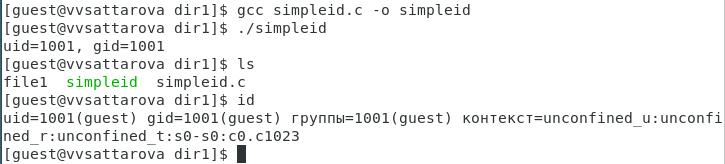 [guest@vvsattarova dir1]$ gcc simpleid.c -o simpleid
[guest@vvsattarova dir1]$ ./simpleid
uid=1001, gid=1001
[guest@vvsattarova dir1]$ ls
file1  simpleid  simpleid.c
[guest@vvsattarova dir1]$ id
uid=1001(guest) gid=1001(guest) группы=1001(guest) контекст=unconfined_u:unconfi
ned_r:unconfined_t:s0-s0:c0.c1023
[guest@vvsattarova dir1]$